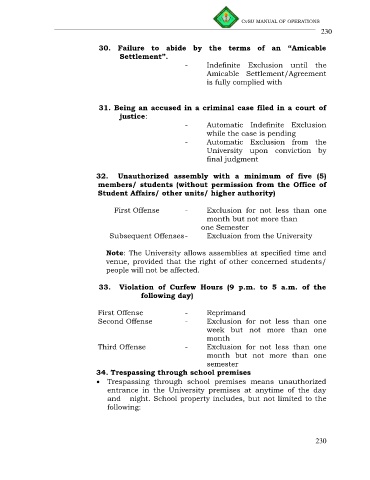 CvSU MANUAL OF OPERATIONS
230
30. Failure to abide by the terms of an “Amicable
Settlement”.
- Indefinite Exclusion until the
Amicable Settlement/Agreement
is fully complied with
31. Being an accused in a criminal case filed in a court of
justice:
- Automatic Indefinite Exclusion
while the case is pending
- Automatic Exclusion from the
University upon conviction by
final judgment
32. Unauthorized assembly with a minimum of five (5)
members/ students (without permission from the Office of
Student Affairs/ other units/ higher authority)
First Offense - Exclusion for not less than one
month but not more than
one Semester
Subsequent Offenses- Exclusion from the University
Note: The University allows assemblies at specified time and
venue, provided that the right of other concerned students/
people will not be affected.
33. Violation of Curfew Hours (9 p.m. to 5 a.m. of the
following day)
First Offense - Reprimand
Second Offense - Exclusion for not less than one
week but not more than one
month
Third Offense - Exclusion for not less than one
month but not more than one
semester
34. Trespassing through school premises
• Trespassing through school premises means unauthorized
entrance in the University premises at anytime of the day
and night. School property includes, but not limited to the
following:
230